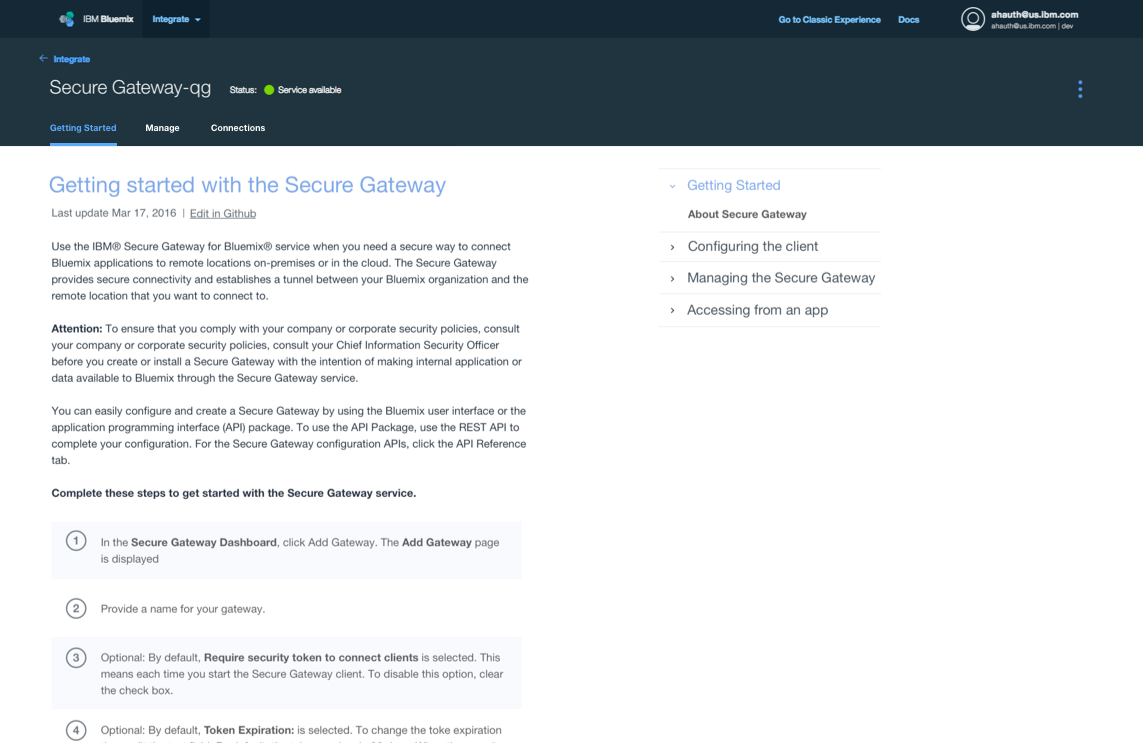 IBM Bluemix
Integrate
Go to Classic Experience
Docs
ahauth@us.ibm.com
ahauth@us.ibm.com | dev
Integrate
Secure Gateway-qg
Status: Service available
Getting Started
Manage
Connections
Getting started with the Secure Gateway
Last update Mar 17, 2016 | Edit in Github
Use the IBM® Secure Gateway for Bluemix® service when you need a secure way to connect
Bluemix applications to remote locations on-premises or in the cloud. The Secure Gateway
provides secure connectivity and establishes a tunnel between your Bluemix organization and the
remote location that you want to connect to.
Attention: To ensure that you comply with your company or corporate security policies, consult
your company or corporate security policies, consult your Chief Information Security Officer
before you create or install a Secure Gateway with the intention of making internal application or
data available to Bluemix through the Secure Gateway service.
You can easily configure and create a Secure Gateway by using the Bluemix user interface or the
application programming interface (API) package. To use the API Package, use the REST API to
complete your configuration. For the Secure Gateway configuration APIs, click the API Reference
tab.
Complete these steps to get started with the Secure Gateway service.
1
In the Secure Gateway Dashboard, click Add Gateway. The Add Gateway page
is displayed
2
Provide a name for your gateway.
3
Optional: By default, Require security token to connect clients is selected. This
means each time you start the Secure Gateway client. To disable this option, clear
the check box.
4
Optional: By default, Token Expiration: is selected. To change the toke expiration
Getting Started
About Secure Gateway
Configuring the client
Managing the Secure Gateway
Accessing from an app